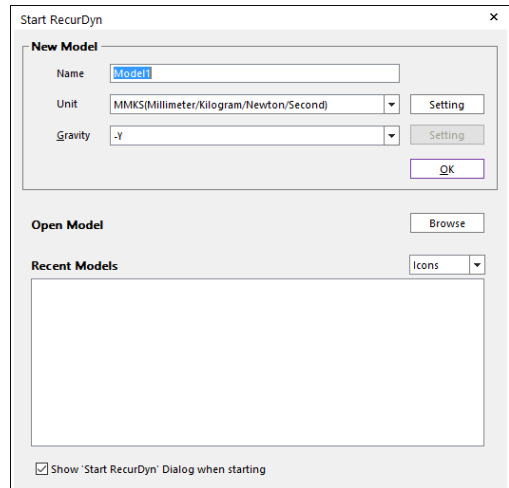 Start RecurDyn
New Model
Name Model1
Unit MMKS(Millimeter/Kilogram/Newton/Second) Setting
Gravity -Y Setting
OK
Open Model Browse
Recent Models Icons
Show 'Start RecurDyn' Dialog when starting